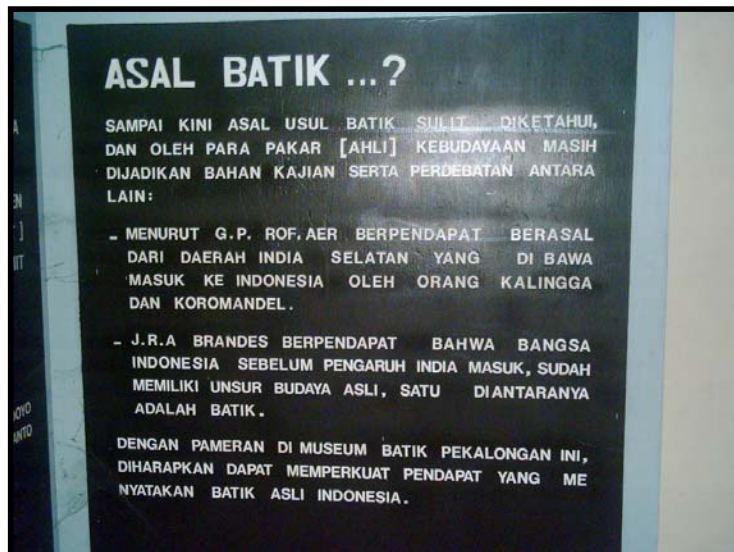 ASAL BATIK ...?
SAMPAI KINI ASAL USUL BATIK SULIT DIKETAHUI,
DAN OLEH PARA PAKAR [AHLI] KEBUDAYAAN MASIH
DIJADIKAN BAHAN KAJIAN SERTA PERDEBATAN ANTARA
LAIN:
- MENURUT G.P. ROF.AER BERPENDAPAT BERASAL
DARI DAERAH INDIA SELATAN YANG DI BAWA
MASUK KE INDONESIA OLEH ORANG KALINGGA
DAN KOROMANDEL.
- J.R.A BRANDES BERPENDAPAT BAHWA BANGSA
INDONESIA SEBELUM PENGARUH INDIA MASUK, SUDAH
MEMILIKI UNSUR BUDAYA ASLI, SATU DIANTARANYA
ADALAH BATIK.
DENGAN PAMERAN DI MUSEUM BATIK PEKALONGAN INI,
DIHARAPKAN DAPAT MEMPERKUAT PENDAPAT YANG ME
NYATAKAN BATIK ASLI INDONESIA.